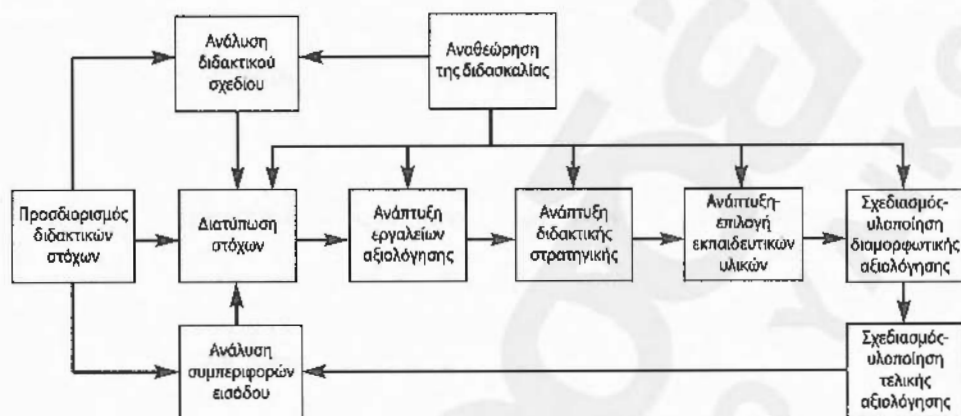 Ανάλυση
διδακτικού
σχεδίου
Αναθεώρηση
της διδασκαλίας
Προσδιορισμός
διδακτικών
στόχων
Διατύπωση
στόχων
Ανάπτυξη
εργαλείων
αξιολόγησης
Ανάπτυξη
διδακτικής
στρατηγικής
Ανάπτυξη-
επιλογή
εκπαιδευτικών
υλικών
Σχεδιασμός-
υλοποίηση
διαμορφωτικής
αξιολόγησης
Ανάλυση
συμπεριφορών
εισόδου
Σχεδιασμός-
υλοποίηση
τελικής
αξιολόγησης